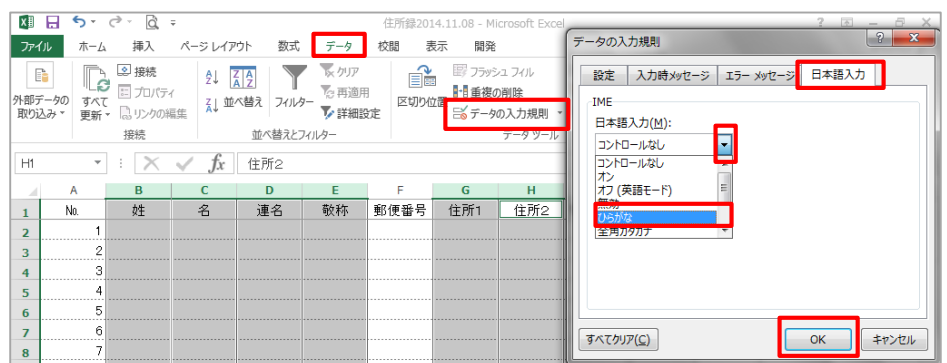 住所録2014.11.08 - Microsoft Excel
ファイル ホーム 挿入 ページ レイアウト 数式 データ 校閲 表示 開発
外部データの取り込み
すべて更新
接続
プロパティ
リンクの編集
接続
並べ替え
フィルター
クリア
再適用
詳細設定
並べ替えとフィルター
区切り位置
フラッシュ フィル
重複の削除
データの入力規則
データ ツール
H1 fx 住所2
A B C D E F G H
1 No. 姓 名 連名 敬称 郵便番号 住所1 住所2
2 1
3 2
4 3
5 4
6 5
7 6
8 7
データの入力規則
設定 入力時メッセージ エラー メッセージ 日本語入力
IME
日本語入力(M):
コントロールなし
コントロールなし
オン
オフ (英語モード)
無効
ひらがな
全角カタカナ
すべてクリア(C) OK キャンセル